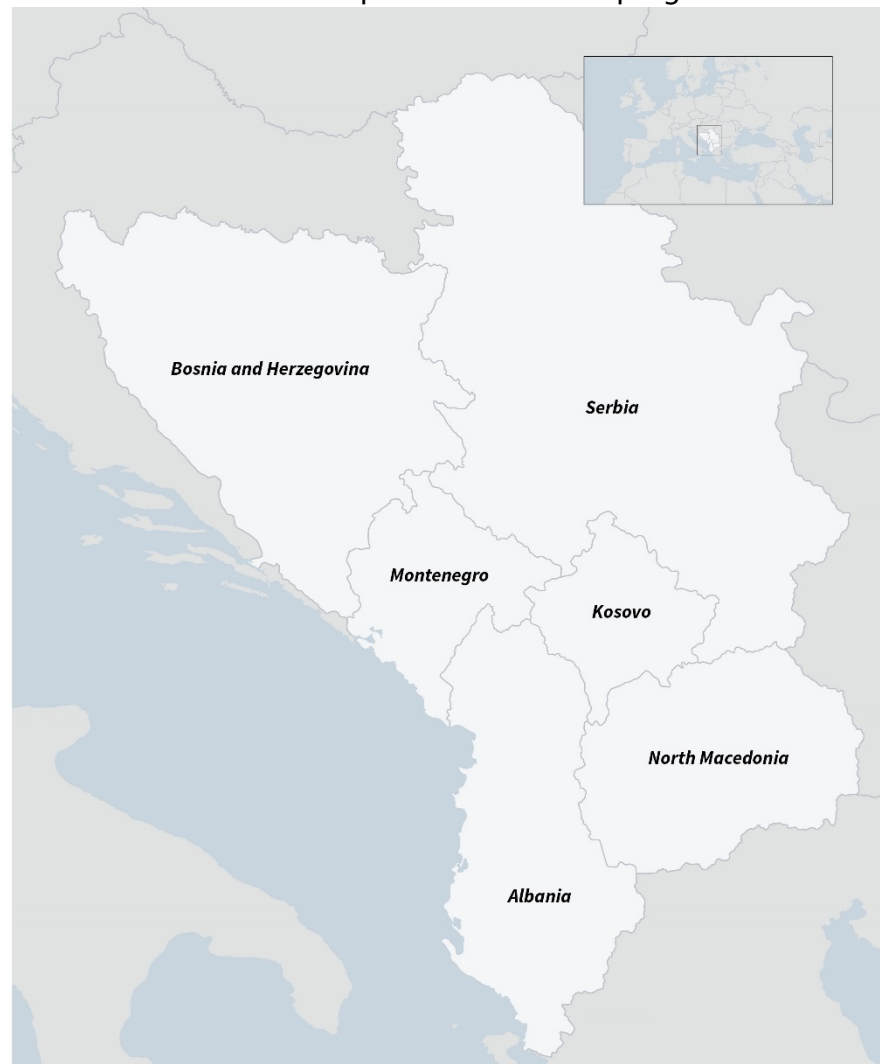 Bosnia and Herzegovina
Serbia
Montenegro
Kosovo
North Macedonia
Albania